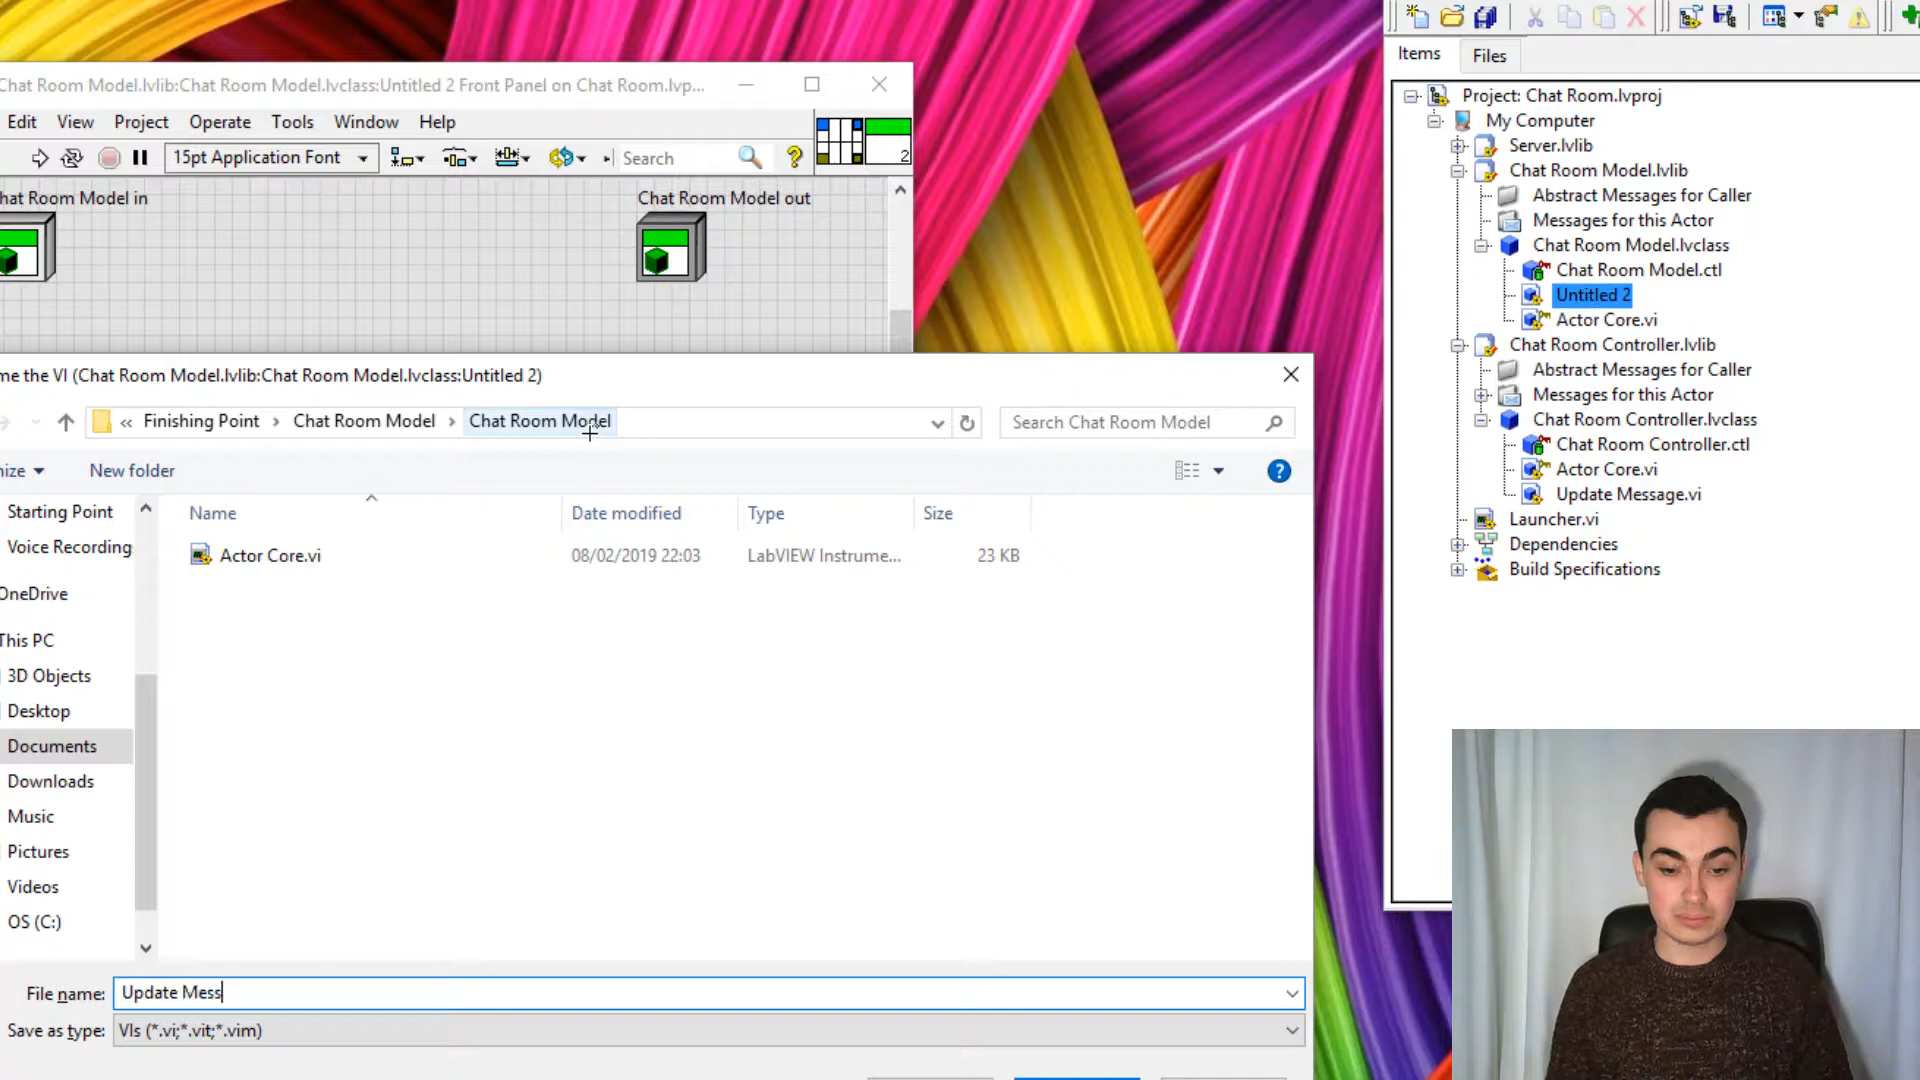 Chat Room Model.lvlib:Chat Room Model.lvclass:Untitled 2 Front Panel on Chat Room.lvp...
Edit View Project Operate Tools Window Help
15pt Application Font
Search
?
2
hat Room Model in
Chat Room Model out
me the VI (Chat Room Model.lvlib:Chat Room Model.lvclass:Untitled 2)
« Finishing Point > Chat Room Model > Chat Room Model
Search Chat Room Model
nize New folder
?
Name Date modified Type Size
Actor Core.vi 08/02/2019 22:03 LabVIEW Instrume... 23 KB
Starting Point
Voice Recording
OneDrive
This PC
3D Objects
Desktop
Documents
Downloads
Music
Pictures
Videos
OS (C:)
File name: Update Mess
Save as type: VIs (*.vi;*.vit;*.vim)
Items Files
Project: Chat Room.lvproj
My Computer
Server.lvlib
Chat Room Model.lvlib
Abstract Messages for Caller
Messages for this Actor
Chat Room Model.lvclass
Chat Room Model.ctl
Untitled 2
Actor Core.vi
Chat Room Controller.lvlib
Abstract Messages for Caller
Messages for this Actor
Chat Room Controller.lvclass
Chat Room Controller.ctl
Actor Core.vi
Update Message.vi
Launcher.vi
Dependencies
Build Specifications